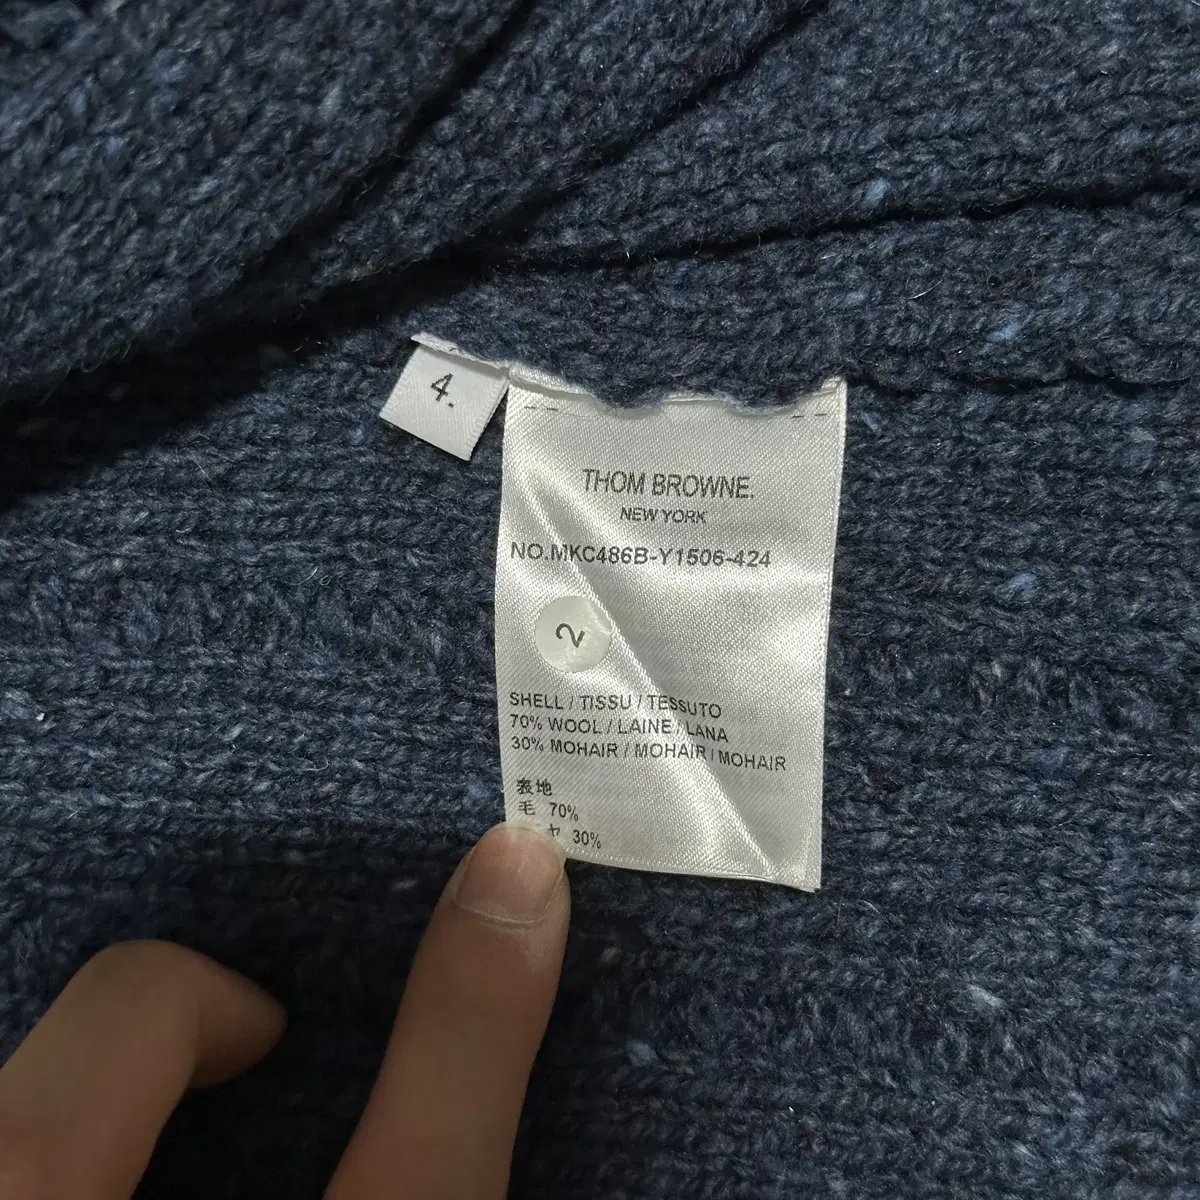 4.
THOM BROWNE.
NEW YORK
NO.MKC486B-Y1506-424
2
SHELL / TISSU / TESSUTO
70% WOOL / LAINE / LANA
30% MOHAIR / MOHAIR / MOHAIR
表地
毛 70%
30%